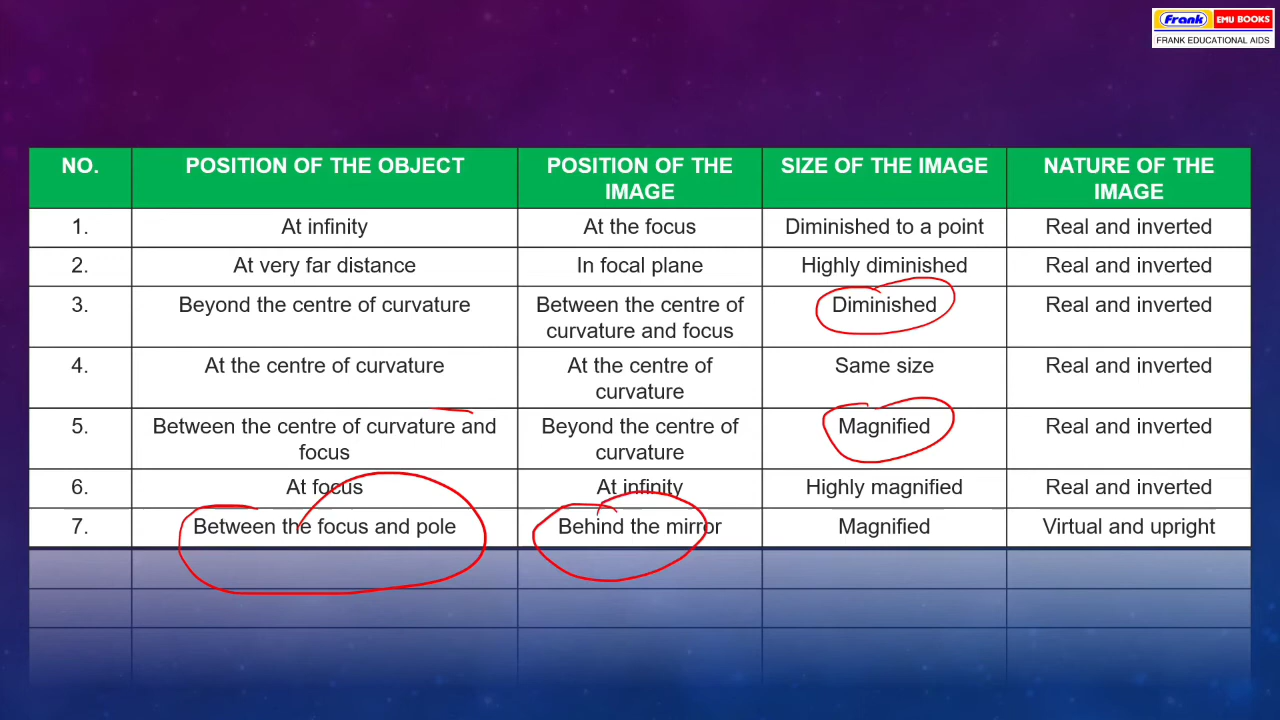 Frank EMU BOOKS
FRANK EDUCATIONAL AIDS
NO. POSITION OF THE OBJECT POSITION OF THE IMAGE SIZE OF THE IMAGE NATURE OF THE IMAGE
1. At infinity At the focus Diminished to a point Real and inverted
2. At very far distance In focal plane Highly diminished Real and inverted
3. Beyond the centre of curvature Between the centre of curvature and focus Diminished Real and inverted
4. At the centre of curvature At the centre of curvature Same size Real and inverted
5. Between the centre of curvature and focus Beyond the centre of curvature Magnified Real and inverted
6. At focus At infinity Highly magnified Real and inverted
7. Between the focus and pole Behind the mirror Magnified Virtual and upright